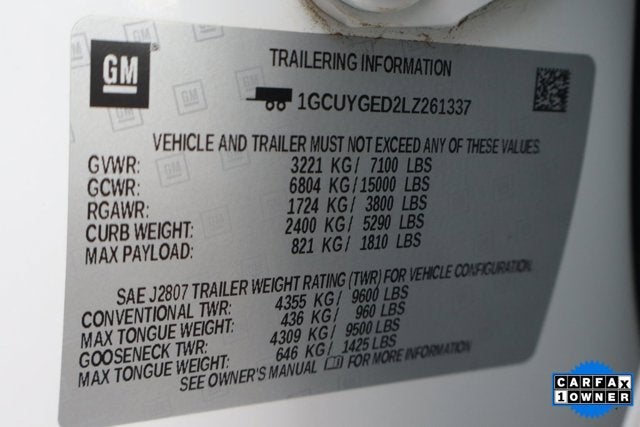 GM
TRAILERING INFORMATION
1GCUYGED2LZ261337
VEHICLE AND TRAILER MUST NOT EXCEED ANY OF THESE VALUES.
GVWR: 3221 KG / 7100 LBS
GCWR: 6804 KG / 15000 LBS
RGAWR: 1724 KG / 3800 LBS
CURB WEIGHT: 2400 KG / 5290 LBS
MAX PAYLOAD: 821 KG / 1810 LBS
SAE J2807 TRAILER WEIGHT RATING (TWR) FOR VEHICLE CONFIGURATION.
CONVENTIONAL TWR: 4355 KG / 9600 LBS
MAX TONGUE WEIGHT: 436 KG / 960 LBS
GOOSENECK TWR: 4309 KG / 9500 LBS
MAX TONGUE WEIGHT: 646 KG / 1425 LBS
SEE OWNER'S MANUAL FOR MORE INFORMATION
CARFAX
1 OWNER